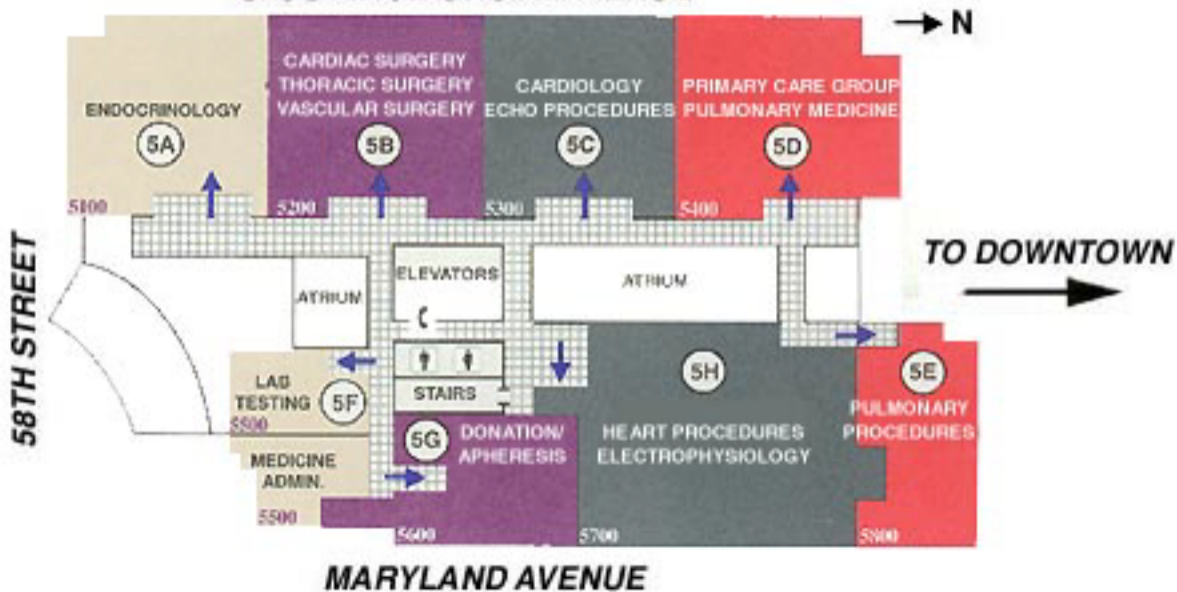 N
CARDIAC SURGERY
THORACIC SURGERY
VASCULAR SURGERY
CARDIOLOGY
ECHO PROCEDURES
PRIMARY CARE GROUP
PULMONARY MEDICINE
ENDOCRINOLOGY
5A
5B
5C
5D
5100
5200
5300
5400
58TH STREET
TO DOWNTOWN
ATRIUM
ELEVATORS
ATRIUM
LAB
TESTING
5F
STAIRS
5H
5E
5500
5G
DONATION/
APHERESIS
HEART PROCEDURES
ELECTROPHYSIOLOGY
PULMONARY
PROCEDURES
MEDICINE
ADMIN.
5500
5600
5700
5800
MARYLAND AVENUE